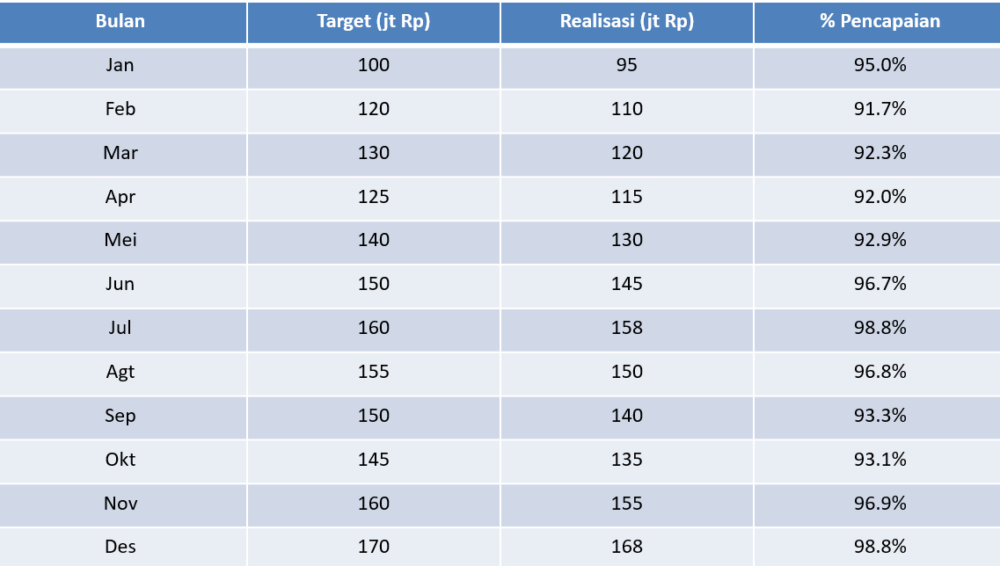 Bulan Target (jt Rp) Realisasi (jt Rp) % Pencapaian
Jan 100 95 95.0%
Feb 120 110 91.7%
Mar 130 120 92.3%
Apr 125 115 92.0%
Mei 140 130 92.9%
Jun 150 145 96.7%
Jul 160 158 98.8%
Agt 155 150 96.8%
Sep 150 140 93.3%
Okt 145 135 93.1%
Nov 160 155 96.9%
Des 170 168 98.8%